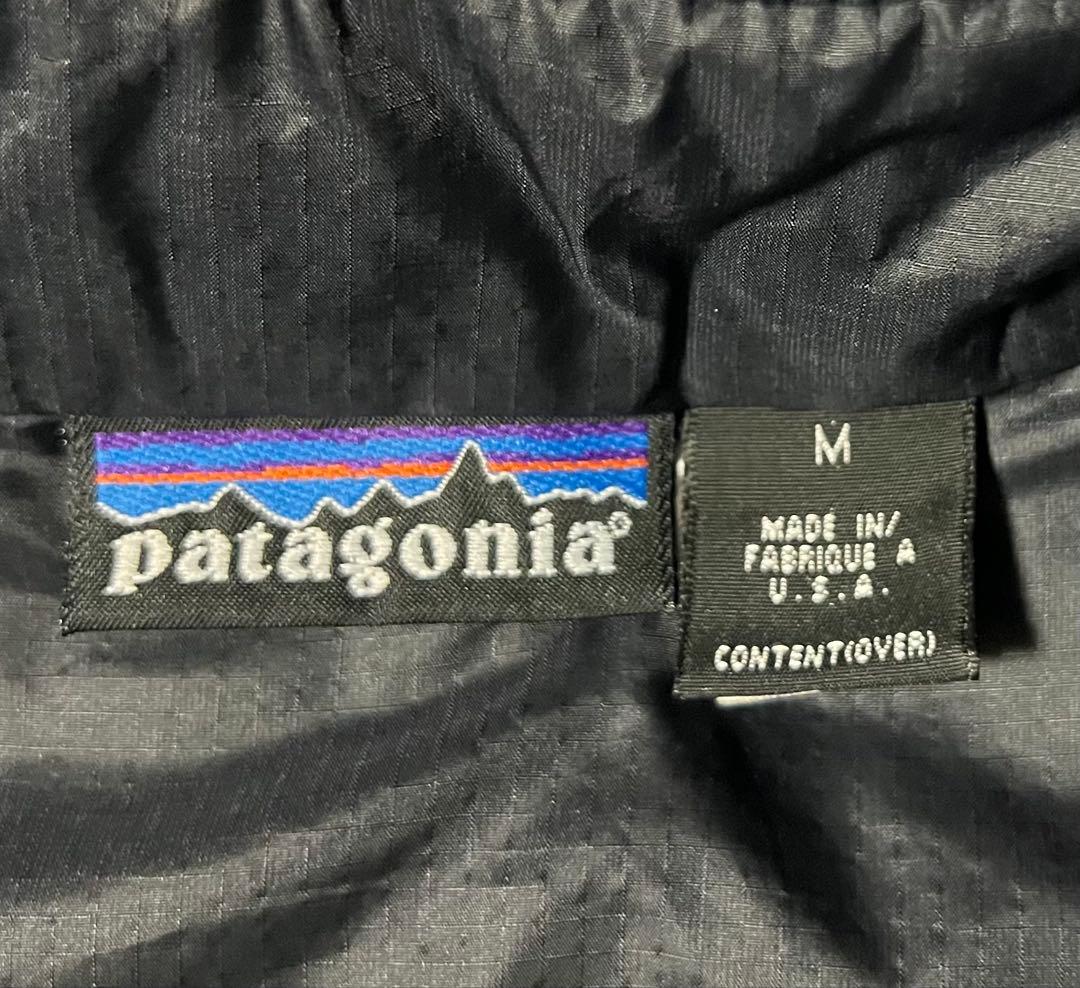 patagonia®
M
MADE IN/
FABRIQUE A
U.S.A.
CONTENT(OVER)